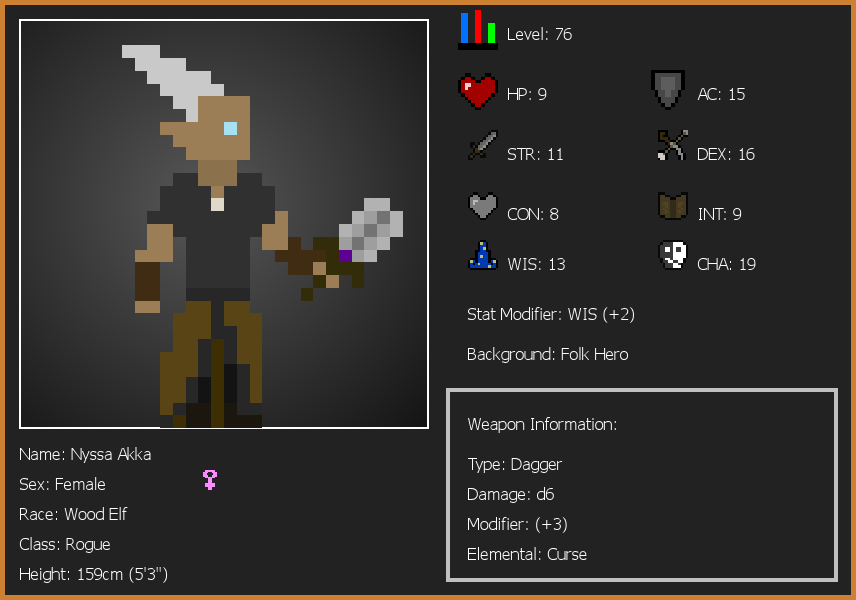 Level: 76
HP: 9
AC: 15
STR: 11
DEX: 16
CON: 8
INT: 9
WIS: 13
CHA: 19
Stat Modifier: WIS (+2)
Background: Folk Hero
Weapon Information:
Type: Dagger
Damage: d6
Modifier: (+3)
Elemental: Curse
Name: Nyssa Akka
Sex: Female
Race: Wood Elf
Class: Rogue
Height: 159cm (5'3")